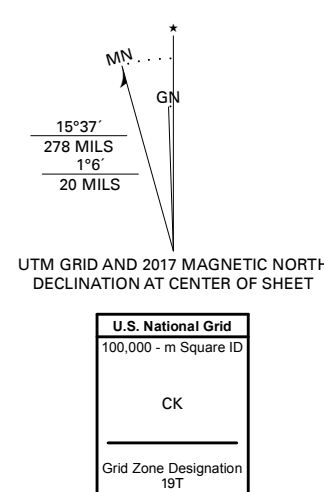 ★
MN
GN
15°37´
278 MILS
1°6´
20 MILS
UTM GRID AND 2017 MAGNETIC NORTH
DECLINATION AT CENTER OF SHEET
U.S. National Grid
100,000 - m Square ID
CK
Grid Zone Designation
19T